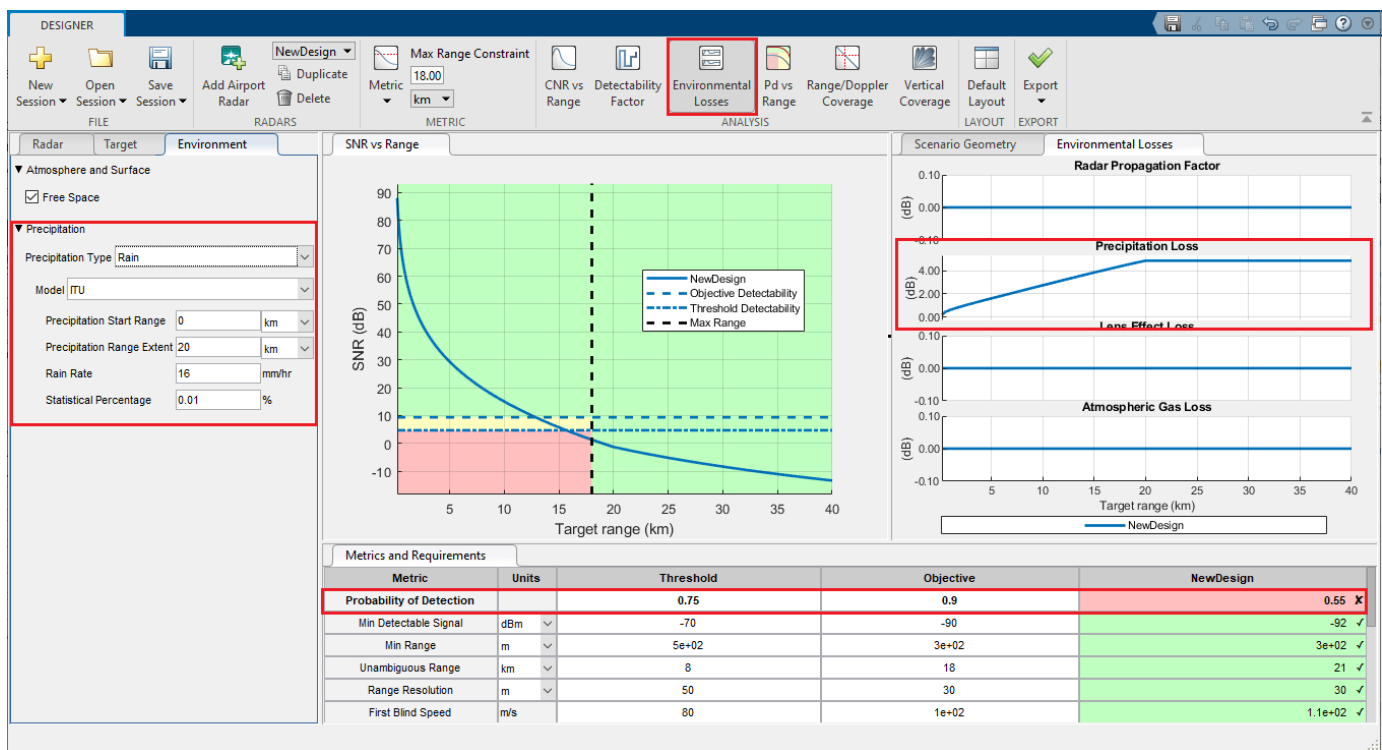 DESIGNER
New Session
Open Session
Save Session
FILE
Add Airport Radar
NewDesign
Duplicate
Delete
RADARS
Metric
Max Range Constraint
18.00
km
METRIC
CNR vs Range
Detectability Factor
Environmental Losses
Pd vs Range
Range/Doppler Coverage
Vertical Coverage
ANALYSIS
Default Layout
LAYOUT
Export
EXPORT
Radar Target Environment
Atmosphere and Surface
Free Space
Precipitation
Precipitation Type Rain
Model ITU
Precipitation Start Range 0 km
Precipitation Range Extent 20 km
Rain Rate 16 mm/hr
Statistical Percentage 0.01 %
SNR vs Range
SNR (dB)
90
80
70
60
50
40
30
20
10
0
-10
NewDesign
Objective Detectability
Threshold Detectability
Max Range
5 10 15 20 25 30 35 40
Target range (km)
Scenario Geometry Environmental Losses
Radar Propagation Factor
(dB)
0.10
0.00
-0.10
Precipitation Loss
(dB)
4.00
2.00
0.00
Lens Effect Loss
(dB)
0.10
0.00
-0.10
Atmospheric Gas Loss
(dB)
0.10
0.00
-0.10
5 10 15 20 25 30 35 40
Target range (km)
NewDesign
Metrics and Requirements
Metric Units Threshold Objective NewDesign
Probability of Detection 0.75 0.9 0.55 ✗
Min Detectable Signal dBm -70 -90 -92 ✓
Min Range m 5e+02 3e+02 3e+02 ✓
Unambiguous Range km 8 18 21 ✓
Range Resolution m 50 30 30 ✓
First Blind Speed m/s 80 1e+02 1.1e+02 ✓